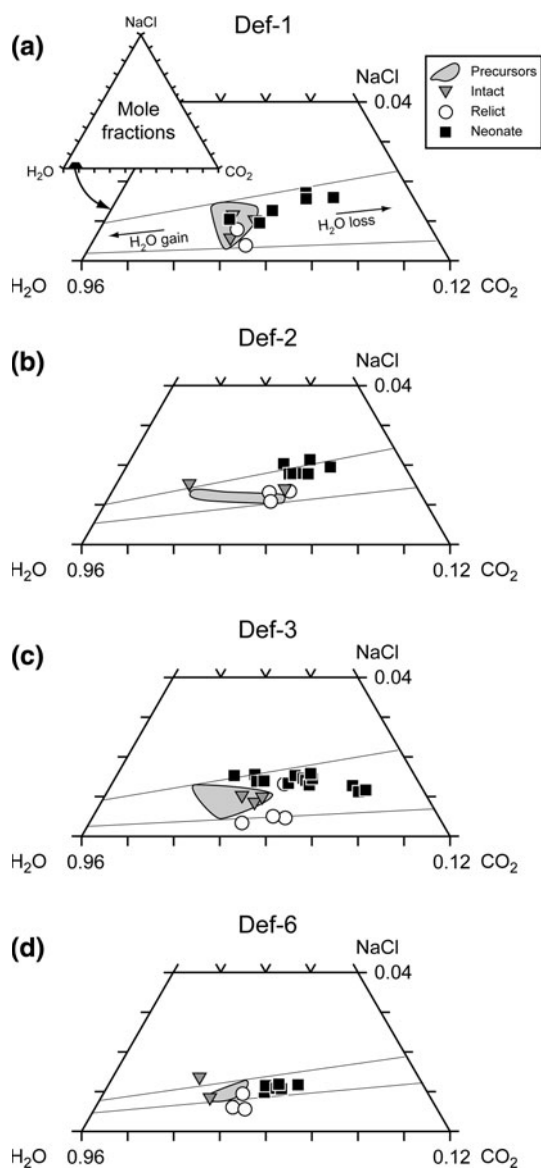 (a)
Def-1
NaCl
NaCl
0.04
Mole
fractions
H₂O
CO₂
Precursors
Intact
Relict
Neonate
H₂O gain
H₂O loss
H₂O 0.96 0.12 CO₂
(b)
Def-2
NaCl
0.04
H₂O 0.96 0.12 CO₂
(c)
Def-3
NaCl
0.04
H₂O 0.96 0.12 CO₂
(d)
Def-6
NaCl
0.04
H₂O 0.96 0.12 CO₂